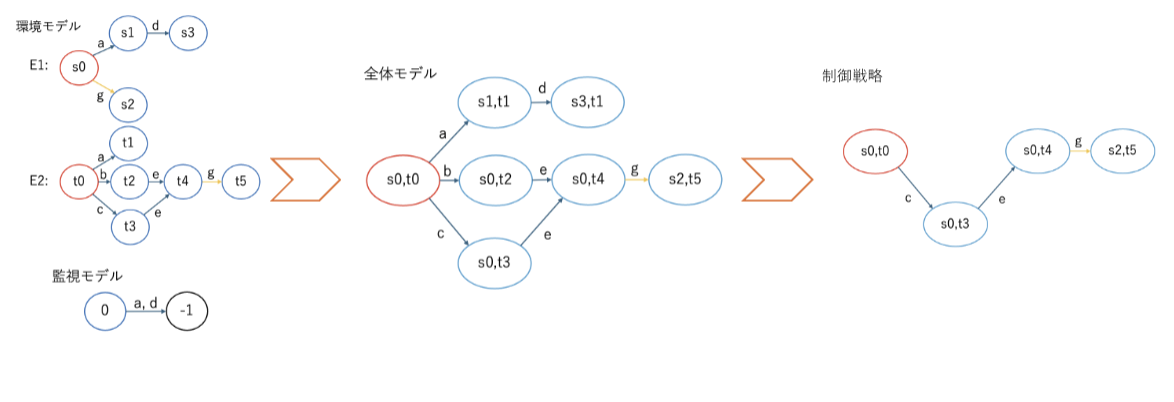 環境モデル
E1:
s0
a
s1
d
s3
g
s2
E2:
t0
a
t1
b
t2
e
t4
g
t5
c
t3
e
監視モデル
0
a, d
-1
全体モデル
s0,t0
a
s1,t1
d
s3,t1
b
s0,t2
e
s0,t4
g
s2,t5
c
s0,t3
e
制御戦略
s0,t0
c
s0,t3
e
s0,t4
g
s2,t5